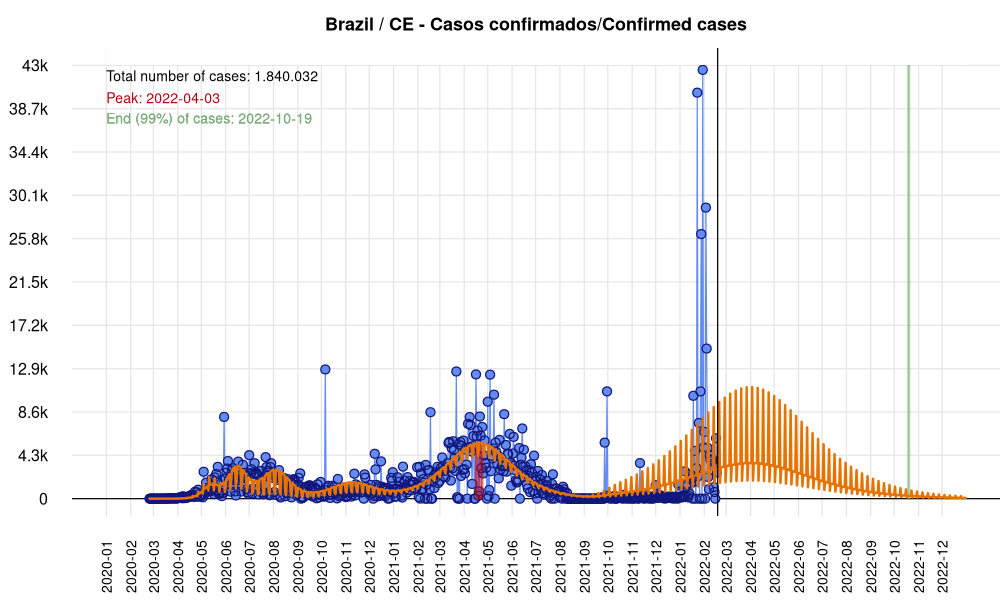 Brazil / CE - Casos confirmados/Confirmed cases
43k
Total number of cases: 1.840.032
Peak: 2022-04-03
38.7k
End (99%) of cases: 2022-10-19
34.4k
30.1k
25.8k
21.5k
17.2k
12.9k
8.6k
4.3k
0
2020-01
2020-02
2020-03
2020-04
2020-05
2020-06
2020-07
2020-08
2020-09
2020-10
2020-11
2020-12
2021-01
2021-02
2021-03
2021-04
2021-05
2021-06
2021-07
2021-08
2021-09
2021-10
2021-11
2021-12
2022-01
2022-02
2022-03
2022-04
2022-05
2022-06
2022-07
2022-08
2022-09
2022-10
2022-11
2022-12